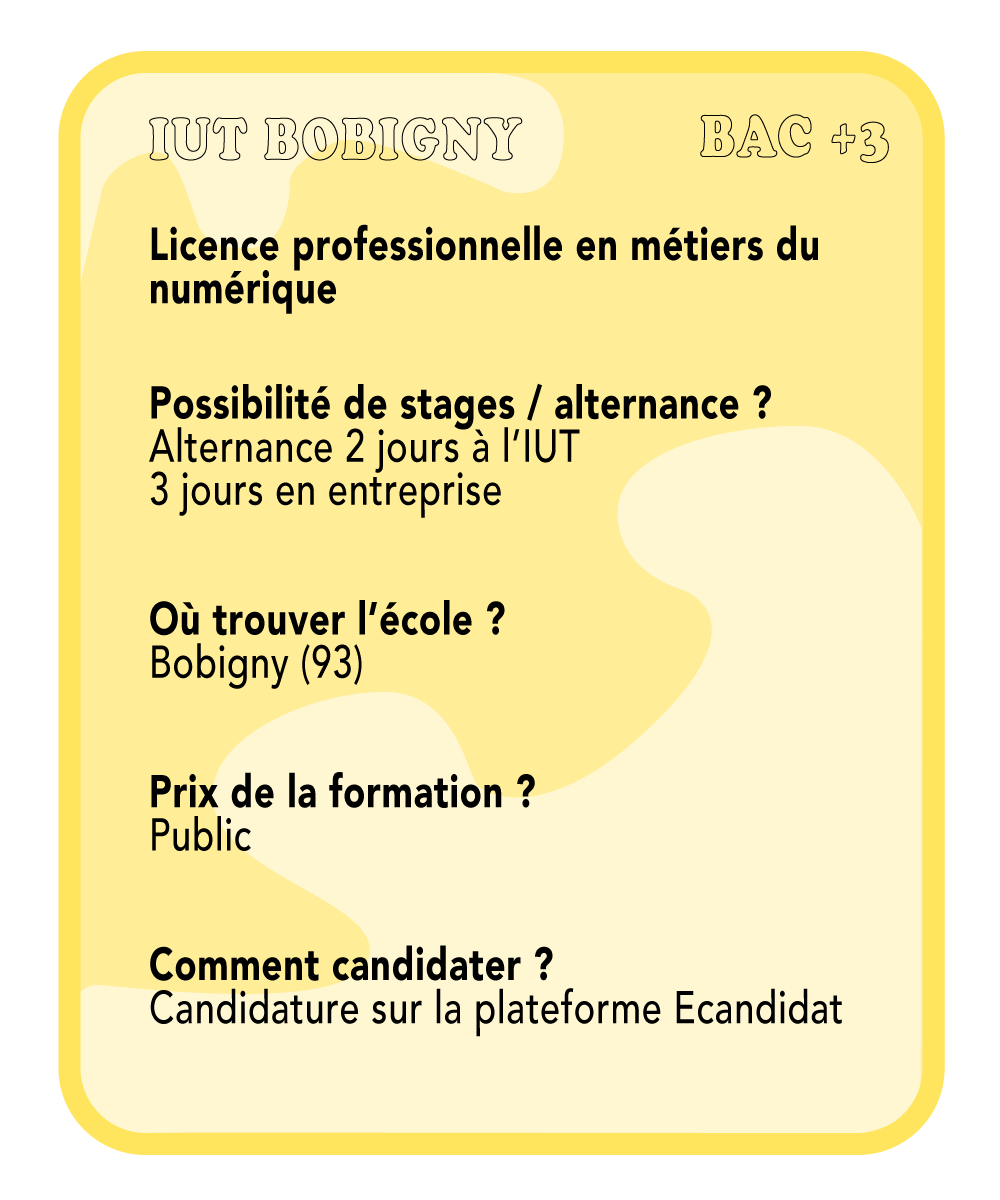 IUT BOBIGNY
BAC +3
Licence professionnelle en métiers du
numérique
Possibilité de stages / alternance ?
Alternance 2 jours à l'IUT
3 jours en entreprise
Où trouver l'école ?
Bobigny (93)
Prix de la formation ?
Public
Comment candidater ?
Candidature sur la plateforme Ecandidat